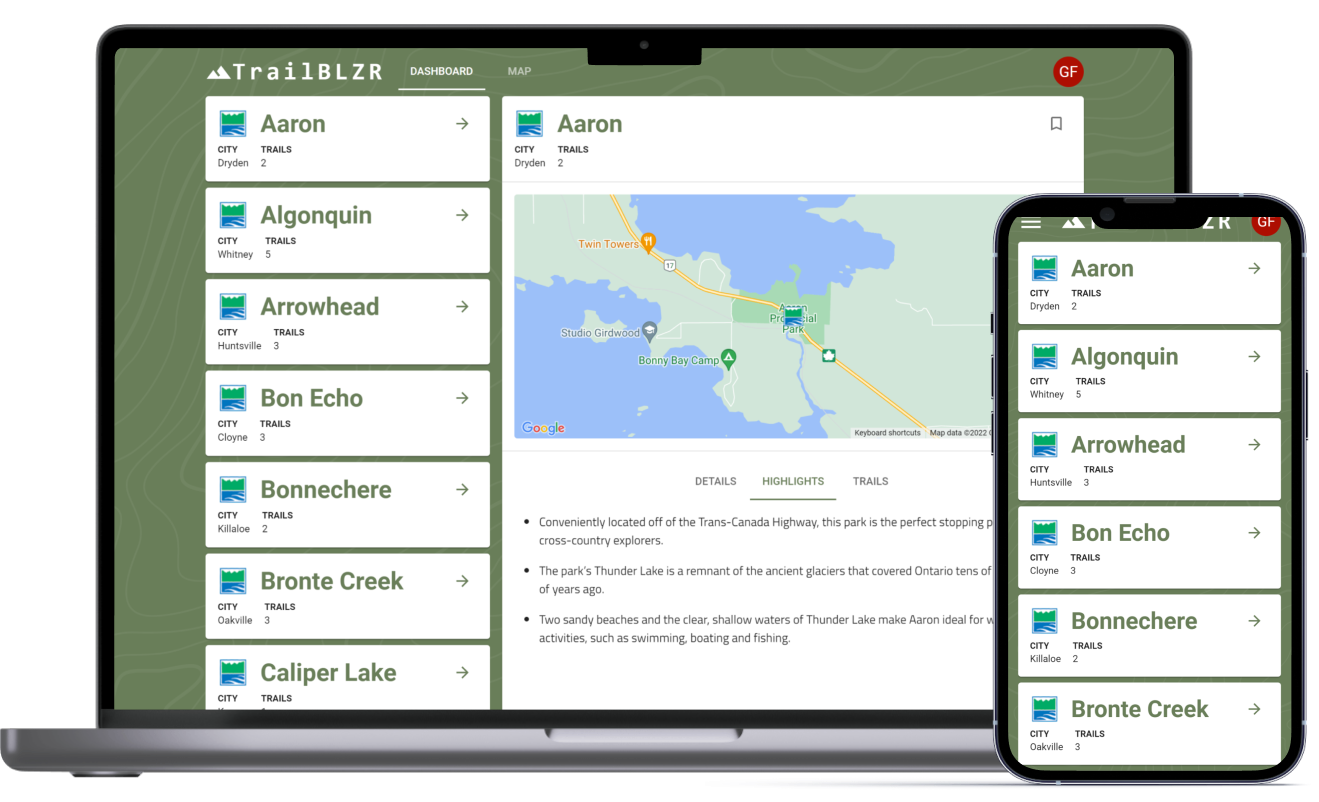 TrailBLZR DASHBOARD MAP GF
Aaron
CITY TRAILS
Dryden 2
Algonquin
CITY TRAILS
Whitney 5
Arrowhead
CITY TRAILS
Huntsville 3
Bon Echo
CITY TRAILS
Cloyne 3
Bonnechere
CITY TRAILS
Killaloe 2
Bronte Creek
CITY TRAILS
Oakville 3
Caliper Lake
CITY TRAILS
Aaron
CITY TRAILS
Dryden 2
Twin Towers
17
Aaron
Provincial
Park
Studio Girdwood
Bonny Bay Camp
Google
Keyboard shortcuts Map data ©2022
DETAILS HIGHLIGHTS TRAILS
Conveniently located off of the Trans-Canada Highway, this park is the perfect stopping
cross-country explorers.
The park's Thunder Lake is a remnant of the ancient glaciers that covered Ontario tens of
of years ago.
Two sandy beaches and the clear, shallow waters of Thunder Lake make Aaron ideal for
activities, such as swimming, boating and fishing.
ZR GF
Aaron
CITY TRAILS
Dryden 2
Algonquin
CITY TRAILS
Whitney 5
Arrowhead
CITY TRAILS
Huntsville 3
Bon Echo
CITY TRAILS
Cloyne 3
Bonnechere
CITY TRAILS
Killaloe 2
Bronte Creek
CITY TRAILS
Oakville 3